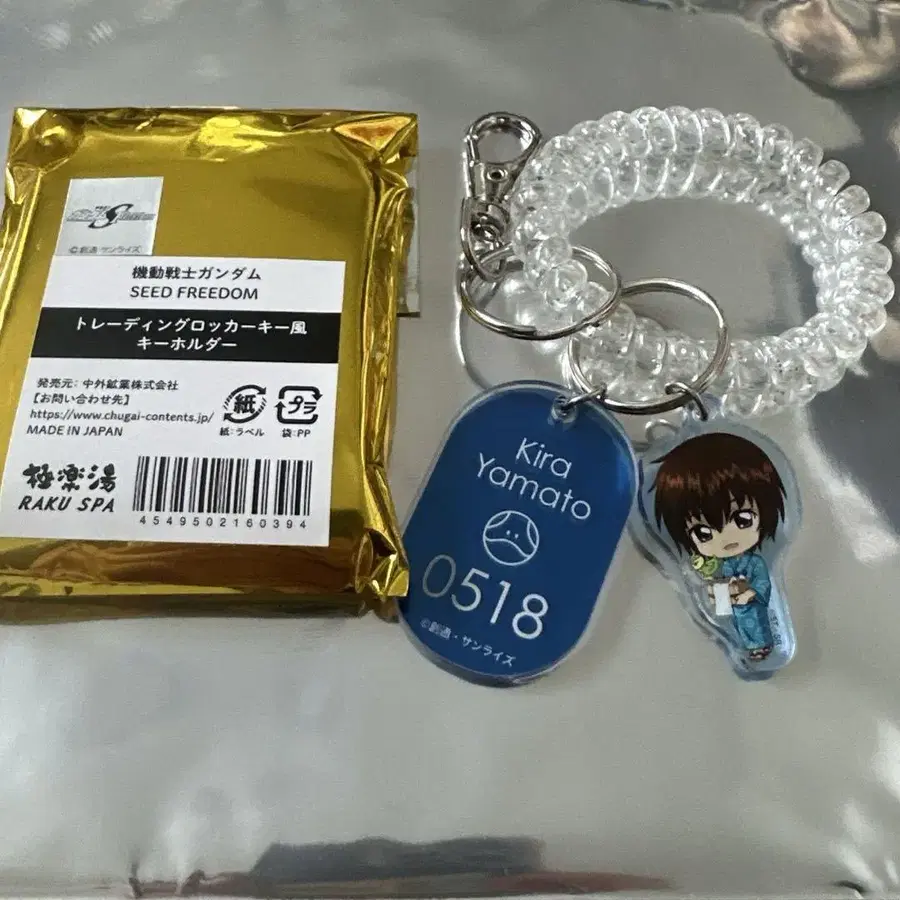 ©創通・サンライズ
機動戦士ガンダム
SEED FREEDOM
トレーディングロッカーキー風
キーホルダー
発売元: 中外鉱業株式会社
【お問い合わせ先】
https://www.chugai-contents.jp/
MADE IN JAPAN
紙
紙:ラベル
プラ
袋:PP
極楽湯
RAKU SPA
4549502160394
Kira
Yamato
0518
©創通・サンライズ